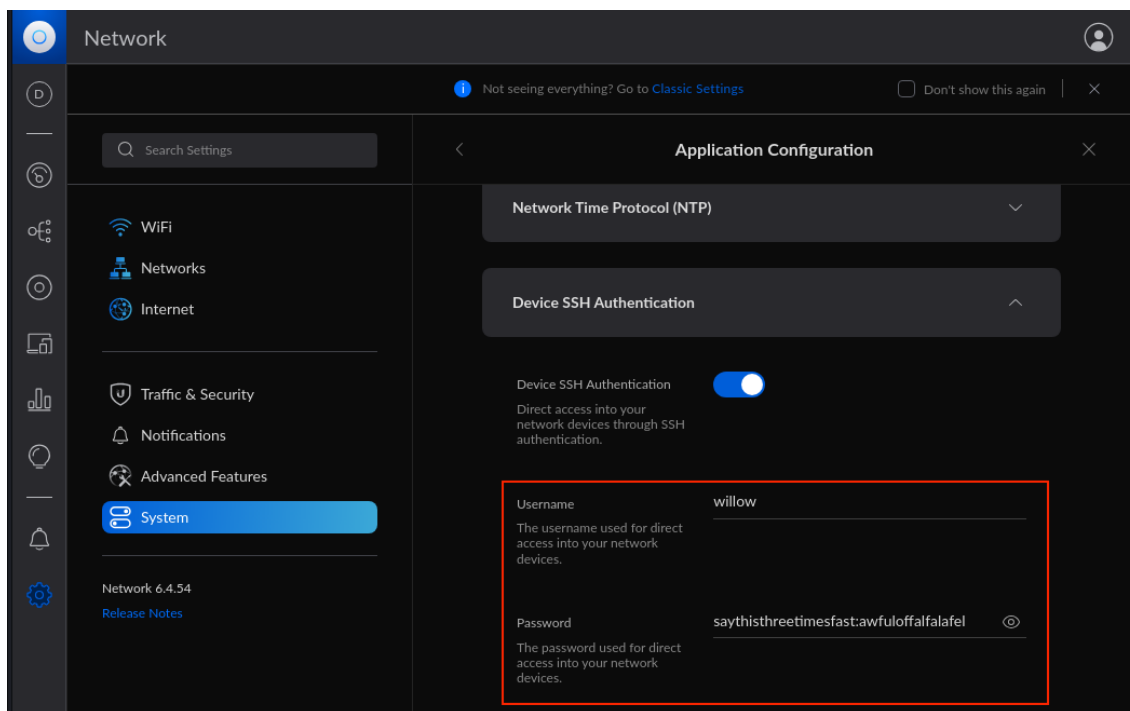 Network
D
Not seeing everything? Go to Classic Settings
Don't show this again
Search Settings
Application Configuration
Network Time Protocol (NTP)
WiFi
Networks
Internet
Device SSH Authentication
Traffic & Security
Notifications
Advanced Features
System
Device SSH Authentication
Direct access into your
network devices through SSH
authentication.
Username
willow
The username used for direct
access into your network
devices.
Network 6.4.54
Release Notes
Password
saythisthreetimesfast:awfuloffalfalafel
The password used for direct
access into your network
devices.